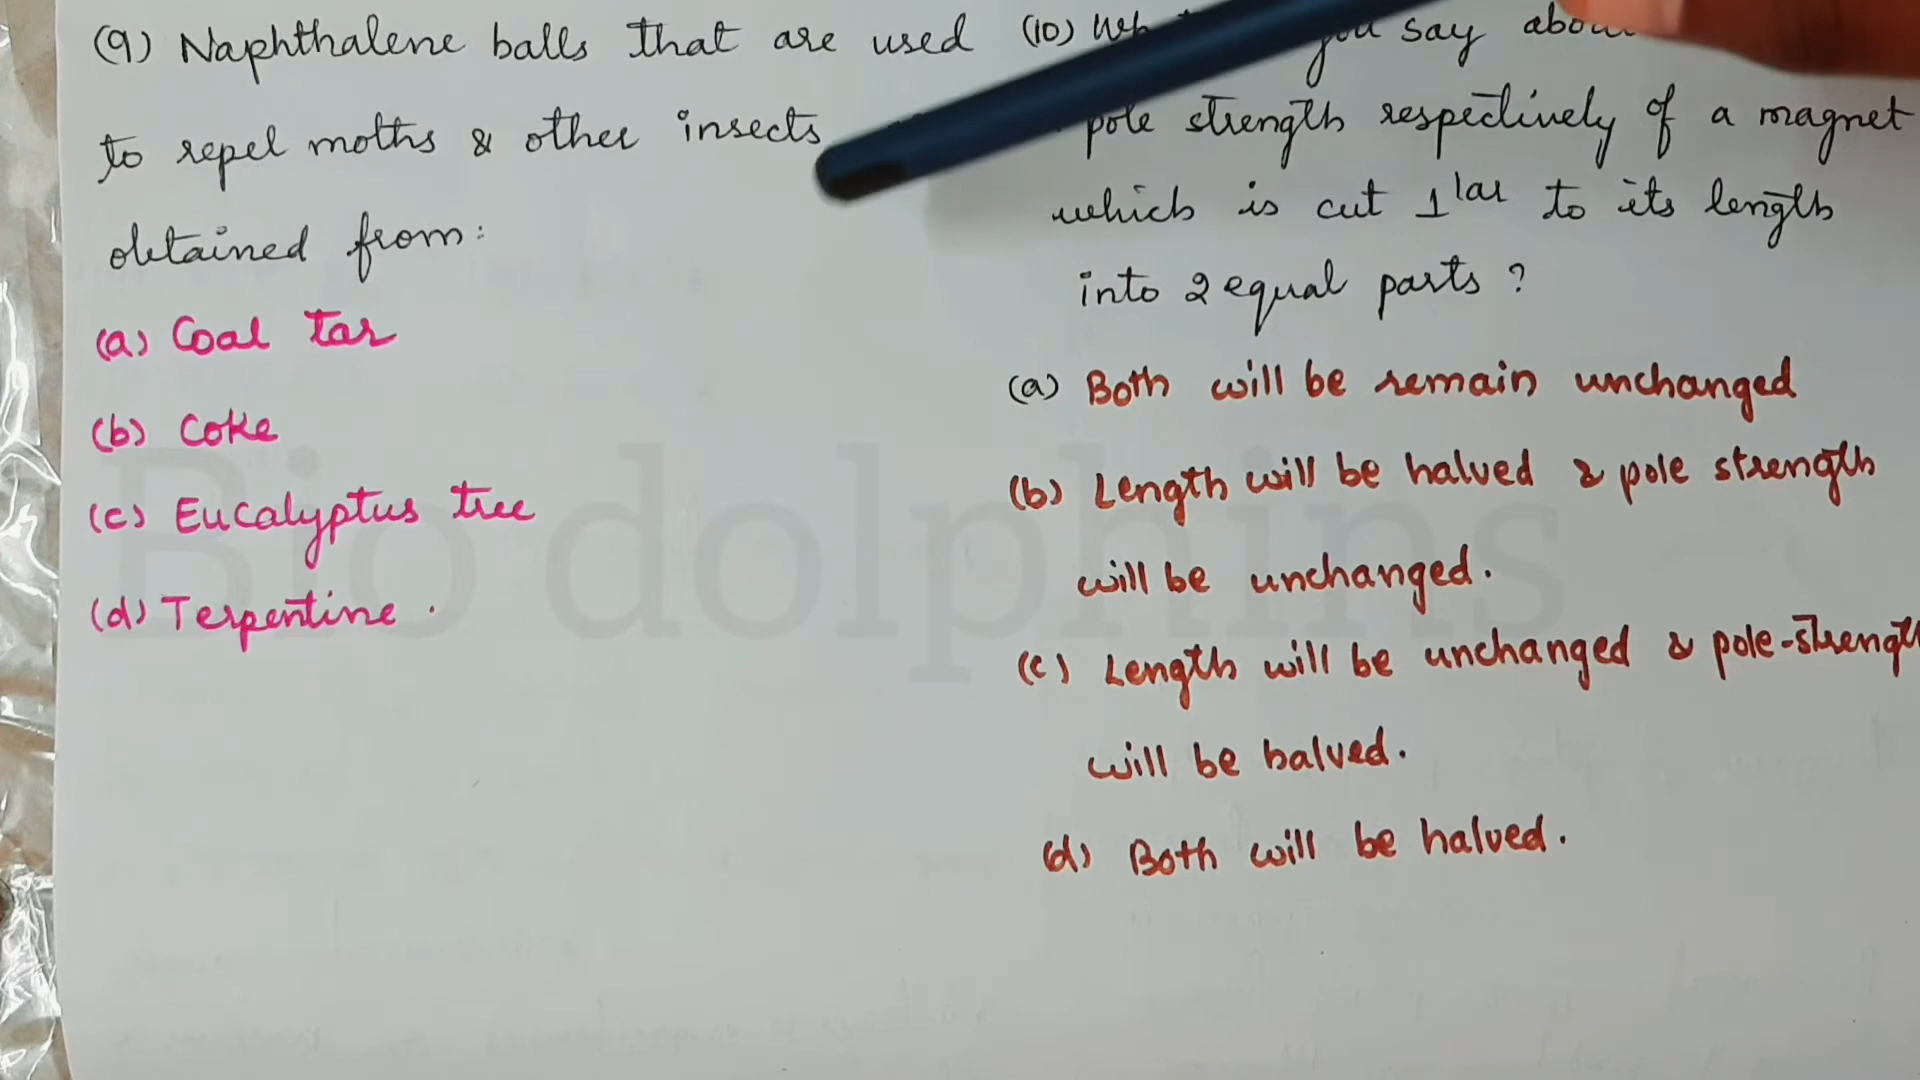 (9) Naphthalene balls that are used
to repel moths & other insects
obtained from:
(a) Coal tar
(b) Coke
(c) Eucalyptus tree
(d) Terpentine.
(10) you say
pole strength respectively of a magnet
which is cut 1lar to its length
into 2 equal parts ?
(a) Both will be remain unchanged
(b) Length will be halved & pole strength
will be unchanged.
(c) Length will be unchanged & pole-strength
will be halved.
(d) Both will be halved.
Bio dolphins